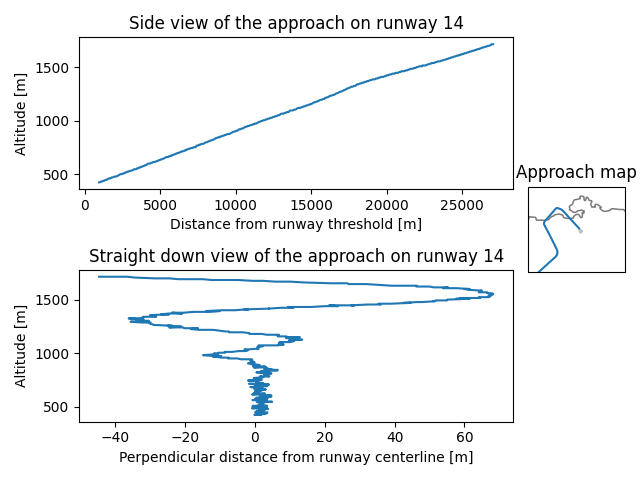 Side view of the approach on runway 14
1500
1000
500
Altitude [m]
0 5000 10000 15000 20000 25000
Distance from runway threshold [m]
Approach map
Straight down view of the approach on runway 14
1500
1000
500
Altitude [m]
−40 −20 0 20 40 60
Perpendicular distance from runway centerline [m]